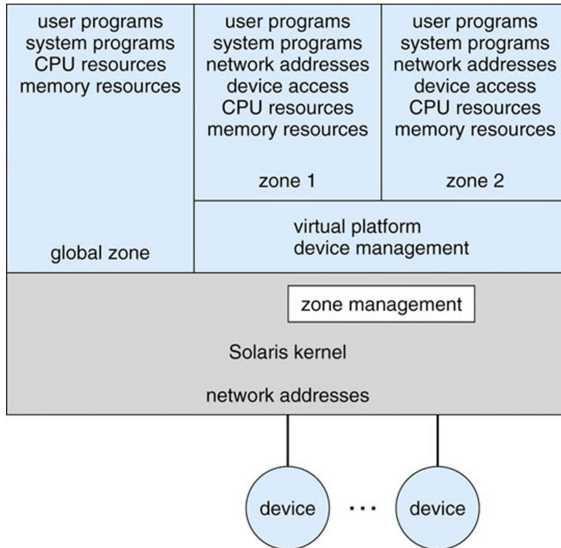 user programs
system programs
CPU resources
memory resources
global zone
user programs
system programs
network addresses
device access
CPU resources
memory resources
zone 1
user programs
system programs
network addresses
device access
CPU resources
memory resources
zone 2
virtual platform
device management
zone management
Solaris kernel
network addresses
device
...
device